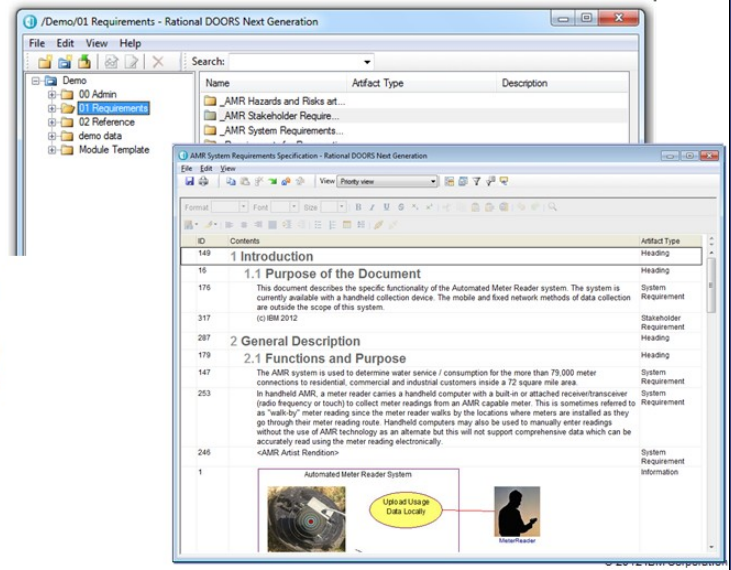 /Demo/01 Requirements - Rational DOORS Next Generation
File Edit View Help
Search:
Demo
00 Admin
01 Requirements
02 Reference
demo data
Module Template
Name Artifact Type Description
_AMR Hazards and Risks art...
_AMR Stakeholder Require...
_AMR System Requirements...
AMR System Requirements Specification - Rational DOORS Next Generation
File Edit View
View Priority view
Format Font Size B I U S
ID Contents Artifact Type
149 1 Introduction Heading
16 1.1 Purpose of the Document Heading
176 This document describes the specific functionality of the Automated Meter Reader system. The system is System
currently available with a handheld collection device. The mobile and fixed network methods of data collection Requirement
are outside the scope of this system.
317 (c) IBM 2012 Stakeholder
Requirement
287 2 General Description Heading
179 2.1 Functions and Purpose Heading
147 The AMR system is used to determine water service / consumption for the more than 79,000 meter System
connections to residential, commercial and industrial customers inside a 72 square mile area. Requirement
253 In handheld AMR, a meter reader carries a handheld computer with a built-in or attached receiver/transceiver System
(radio frequency or touch) to collect meter readings from an AMR capable meter. This is sometimes referred to Requirement
as "walk-by" meter reading since the meter reader walks by the locations where meters are installed as they
go through their meter reading route. Handheld computers may also be used to manually enter readings
without the use of AMR technology as an alternate but this will not support comprehensive data which can be
accurately read using the meter reading electronically.
246 <AMR Artist Rendition> System
Requirement
1 Automated Meter Reader System Information
Upload Usage
Data Locally
MeterReader